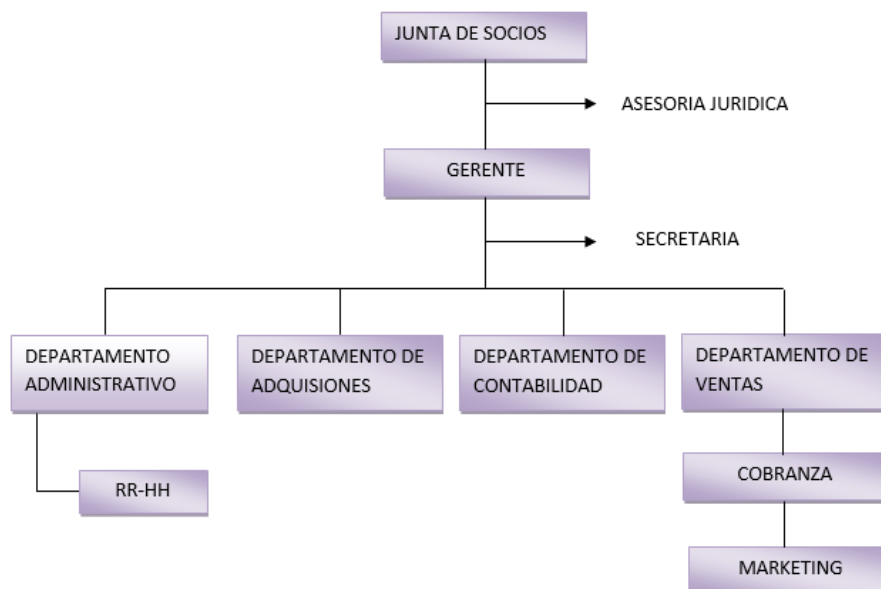 JUNTA DE SOCIOS
ASESORIA JURIDICA
GERENTE
SECRETARIA
DEPARTAMENTO
ADMINISTRATIVO
DEPARTAMENTO DE
ADQUISIONES
DEPARTAMENTO DE
CONTABILIDAD
DEPARTAMENTO DE
VENTAS
RR-HH
COBRANZA
MARKETING